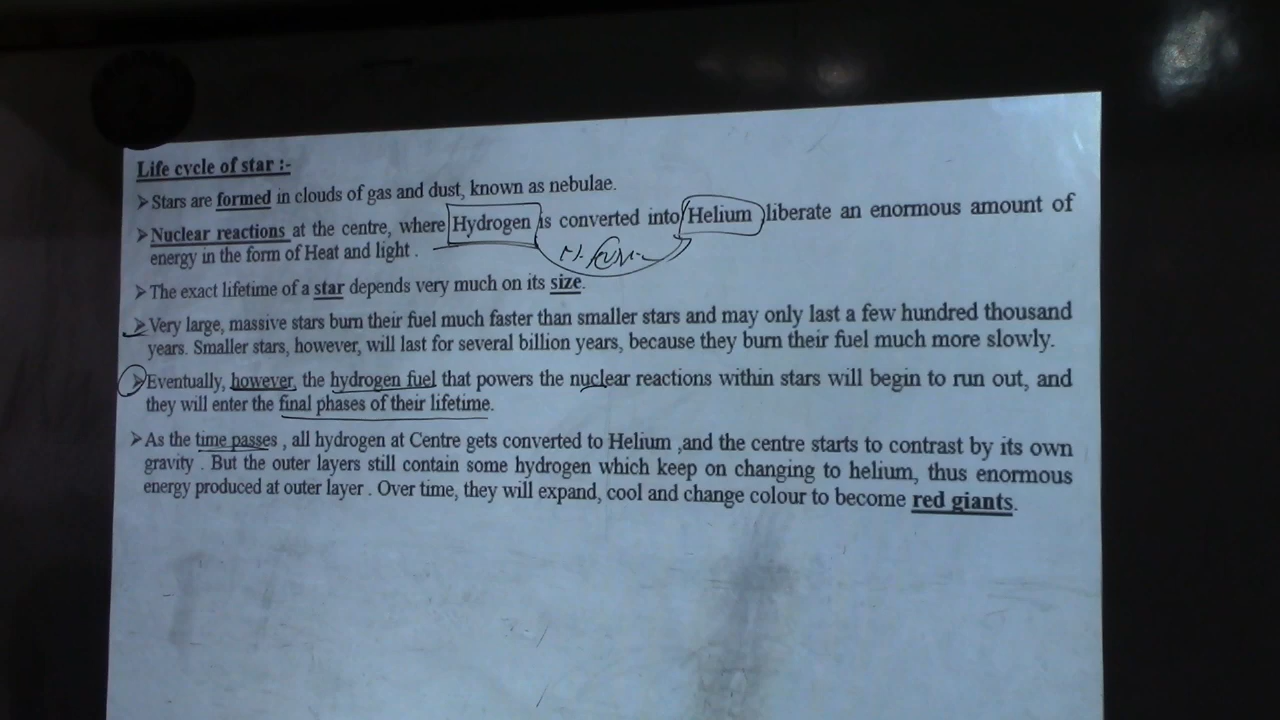 Life cycle of star :-
➢Stars are formed in clouds of gas and dust, known as nebulae.
➢Nuclear reactions at the centre, where Hydrogen is converted into Helium liberate an enormous amount of
energy in the form of Heat and light .
➢The exact lifetime of a star depends very much on its size.
➢Very large, massive stars burn their fuel much faster than smaller stars and may only last a few hundred thousand
years. Smaller stars, however, will last for several billion years, because they burn their fuel much more slowly.
➢Eventually, however, the hydrogen fuel that powers the nuclear reactions within stars will begin to run out, and
they will enter the final phases of their lifetime.
➢As the time passes , all hydrogen at Centre gets converted to Helium ,and the centre starts to contrast by its own
gravity . But the outer layers still contain some hydrogen which keep on changing to helium, thus enormous
energy produced at outer layer . Over time, they will expand, cool and change colour to become red giants.